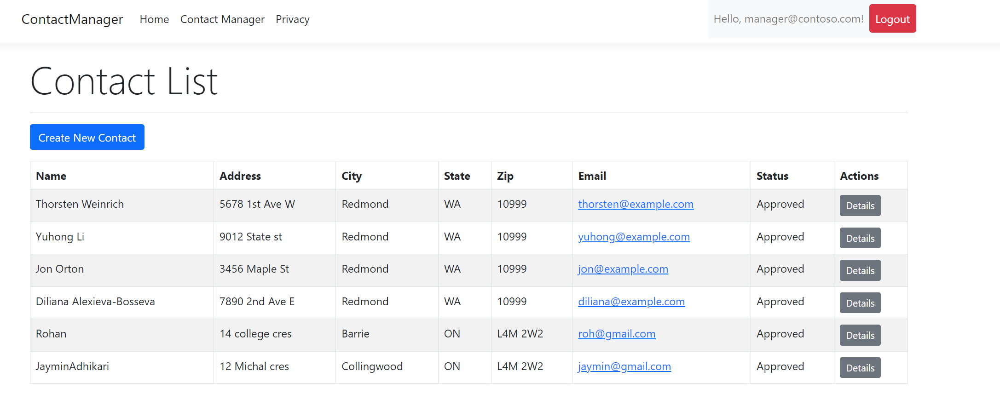 ContactManager Home Contact Manager Privacy Hello, manager@contoso.com! Logout
Contact List
Create New Contact
Name Address City State Zip Email Status Actions
Thorsten Weinrich 5678 1st Ave W Redmond WA 10999 thorsten@example.com Approved Details
Yuhong Li 9012 State st Redmond WA 10999 yuhong@example.com Approved Details
Jon Orton 3456 Maple St Redmond WA 10999 jon@example.com Approved Details
Diliana Alexieva-Bosseva 7890 2nd Ave E Redmond WA 10999 diliana@example.com Approved Details
Rohan 14 college cres Barrie ON L4M 2W2 roh@gmail.com Approved Details
JayminAdhikari 12 Michal cres Collingwood ON L4M 2W2 jaymin@gmail.com Approved Details